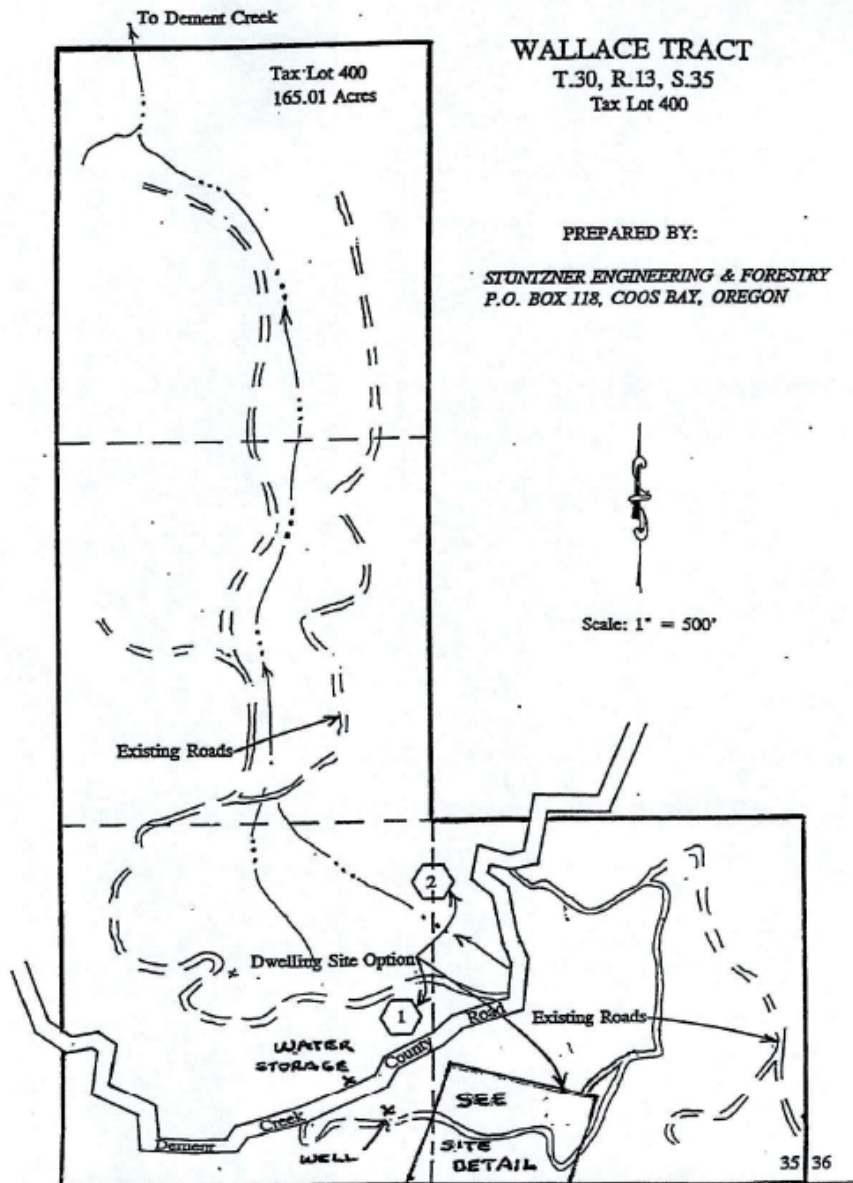 To Dement Creek
WALLACE TRACT
T.30, R.13, S.35
Tax Lot 400
Tax Lot 400
165.01 Acres
PREPARED BY:
STUNTZNER ENGINEERING & FORESTRY
P.O. BOX 118, COOS BAY, OREGON
Scale: 1" = 500'
Existing Roads
2
Dwelling Site Option
1
Existing Roads
WATER
STORAGE
Dement Creek County Road
SEE
SITE
DETAIL
WELL
35 36